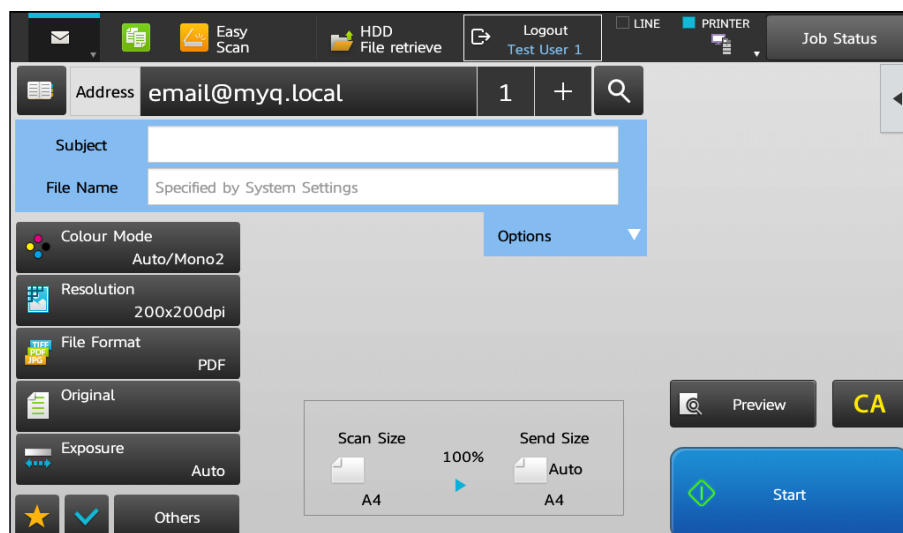 Easy
Scan
HDD
File retrieve
Logout
Test User 1
LINE
PRINTER
Job Status
Address
email@myq.local
1
+
Subject
File Name
Specified by System Settings
Options
Colour Mode
Auto/Mono2
Resolution
200x200dpi
TIFF
PDF
JPG
File Format
PDF
Original
Exposure
Auto
Others
Scan Size
A4
100%
Send Size
Auto
A4
Preview
CA
Start